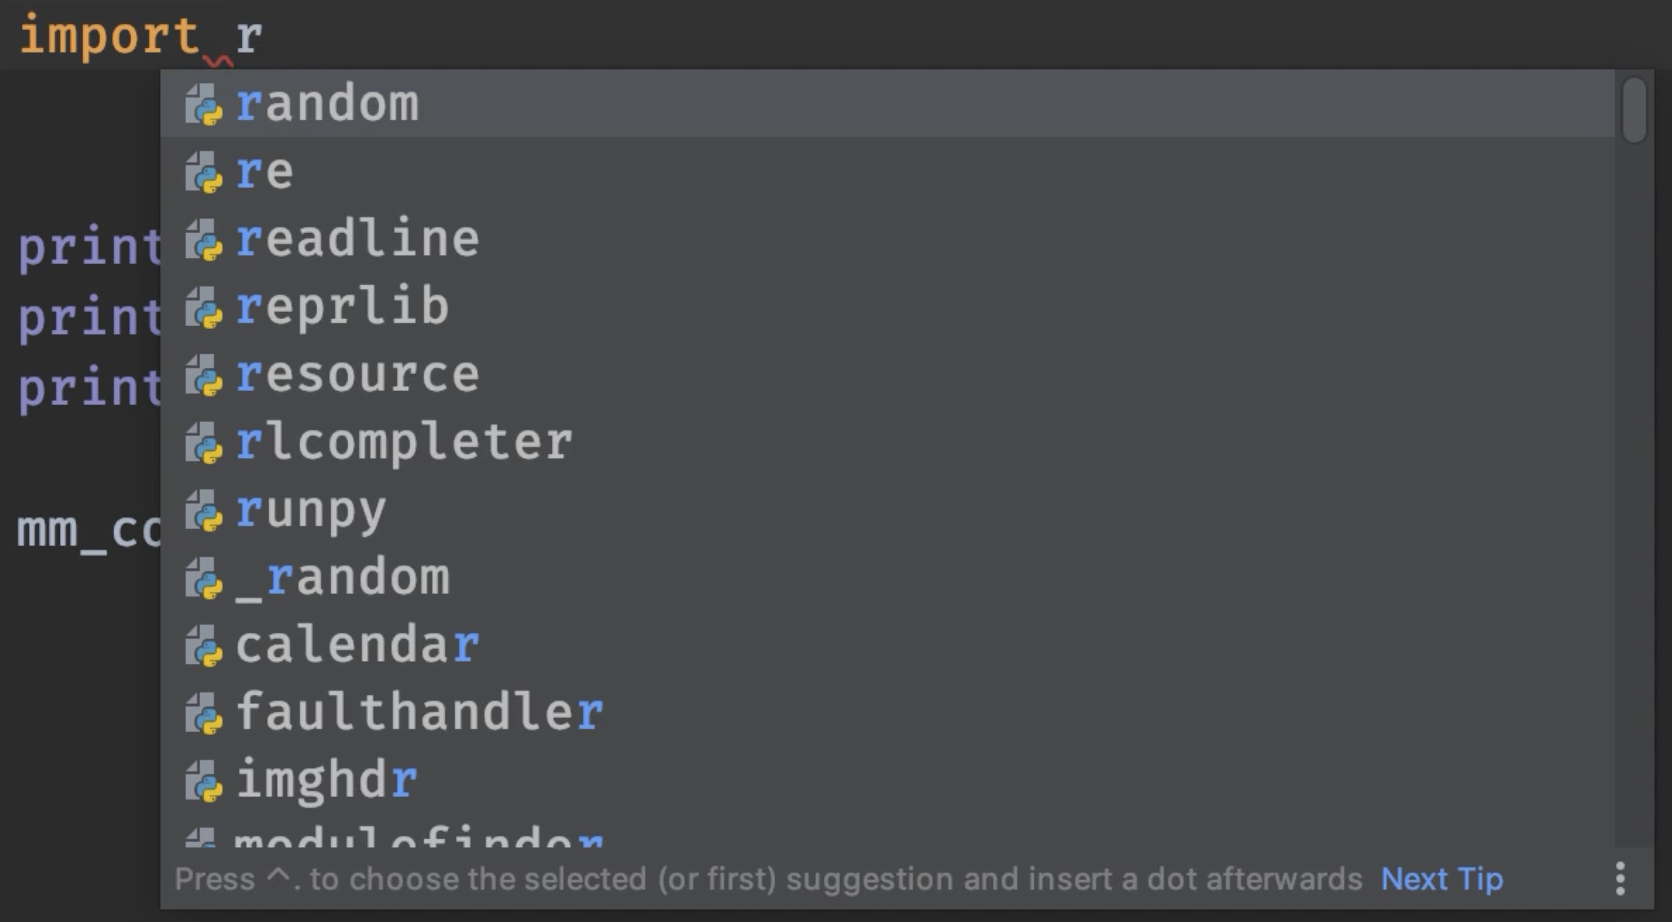 import r
random
re
readline
print
reprlib
print
resource
print
rlcompleter
runpy
mm_co
_random
calendar
faulthandler
imghdr
modulefinder
Press ^. to choose the selected (or first) suggestion and insert a dot afterwards Next Tip